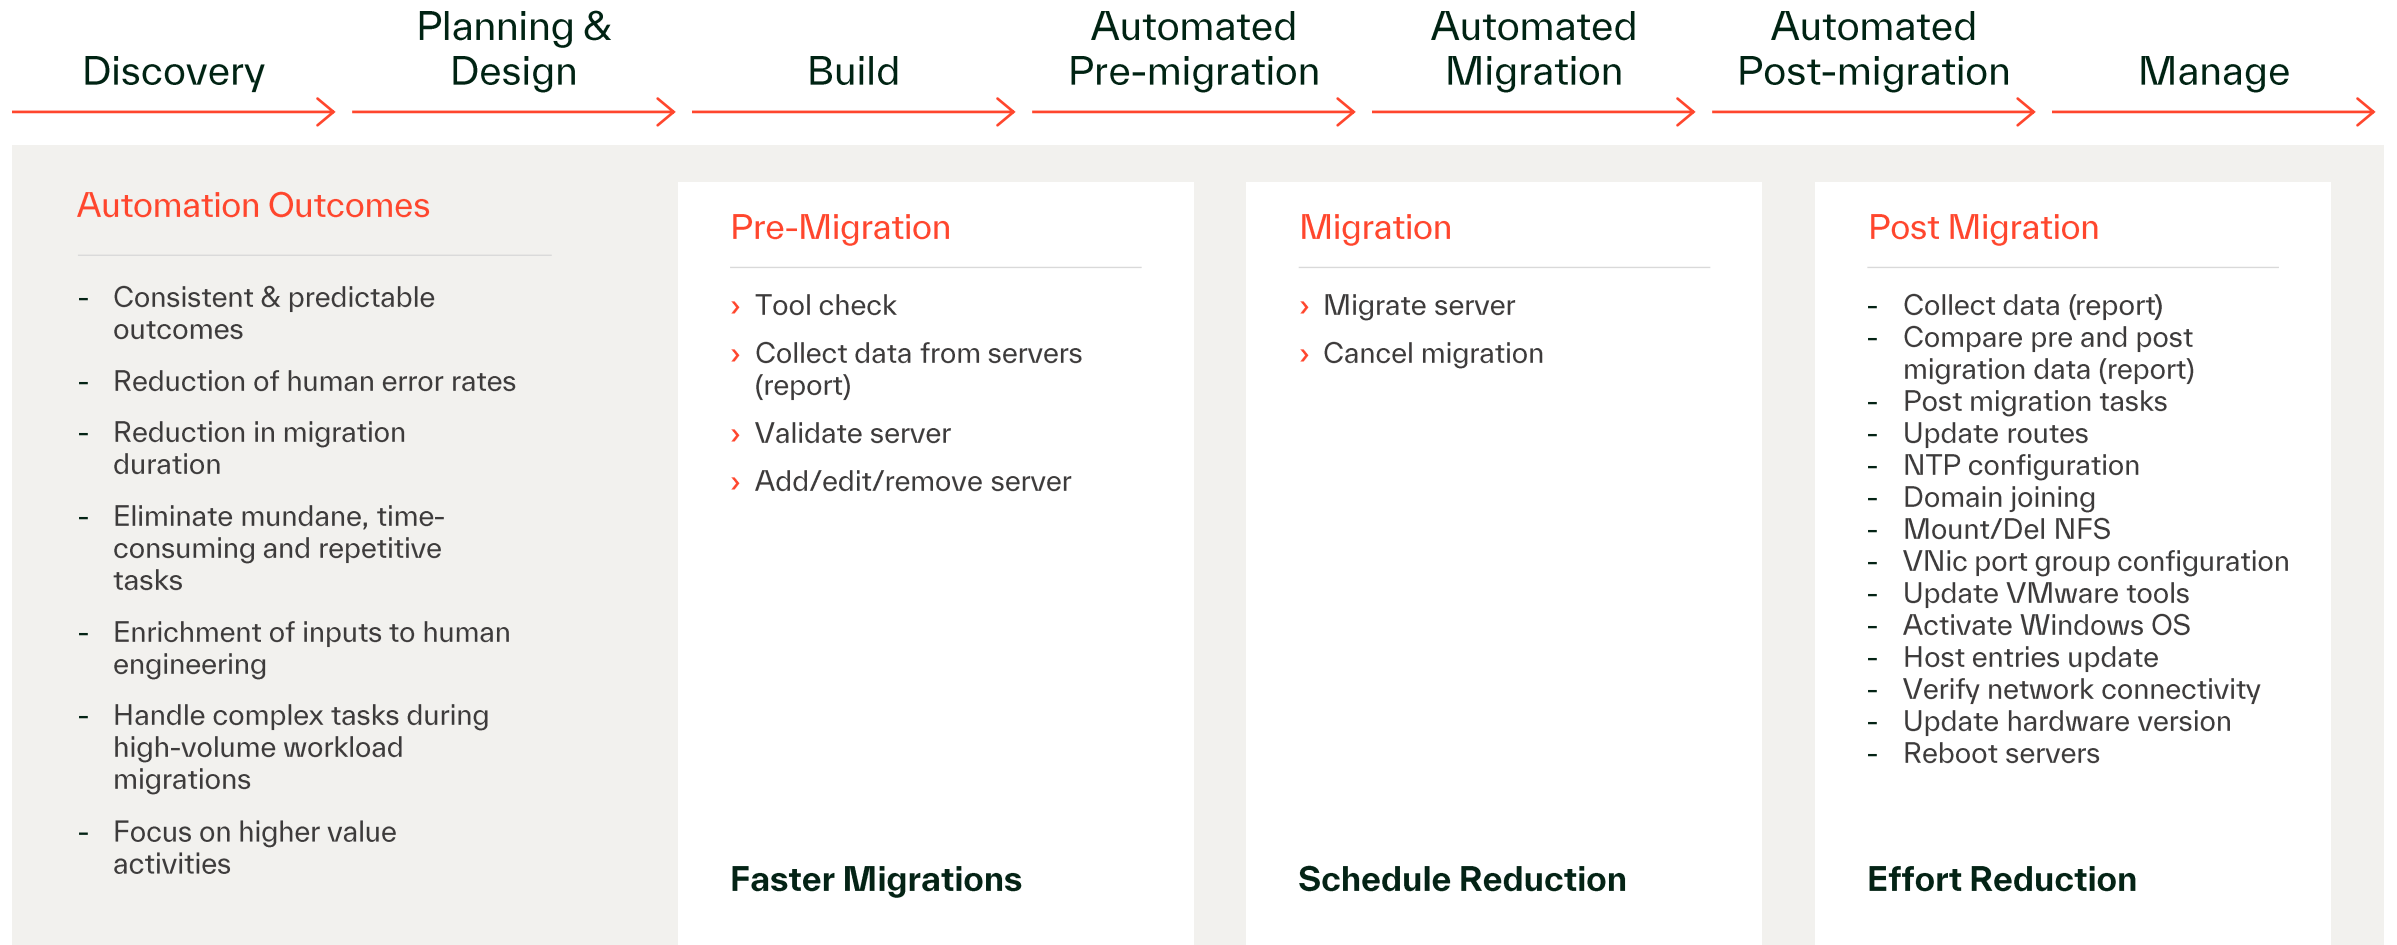 Discovery
Planning &
Design
Build
Automated
Pre-migration
Automated
Migration
Automated
Post-migration
Manage
Automation Outcomes
- Consistent & predictable
outcomes
- Reduction of human error rates
- Reduction in migration
duration
- Eliminate mundane, time-
consuming and repetitive
tasks
- Enrichment of inputs to human
engineering
- Handle complex tasks during
high-volume workload
migrations
- Focus on higher value
activities
Pre-Migration
› Tool check
› Collect data from servers
(report)
› Validate server
› Add/edit/remove server
Faster Migrations
Migration
› Migrate server
› Cancel migration
Schedule Reduction
Post Migration
- Collect data (report)
- Compare pre and post
migration data (report)
- Post migration tasks
- Update routes
- NTP configuration
- Domain joining
- Mount/Del NFS
- VNic port group configuration
- Update VMware tools
- Activate Windows OS
- Host entries update
- Verify network connectivity
- Update hardware version
- Reboot servers
Effort Reduction